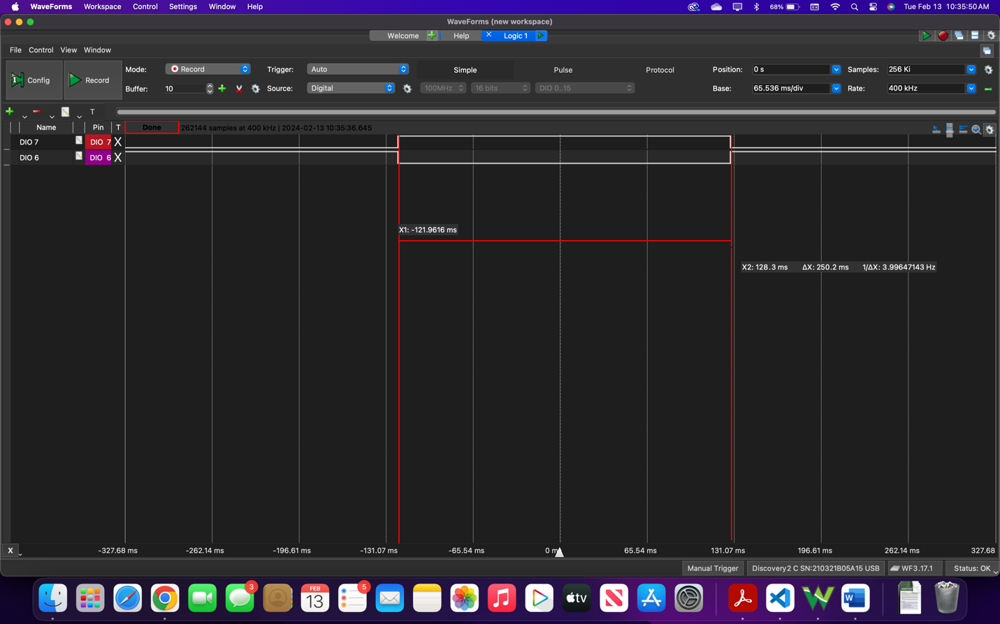 WaveForms Workspace Control Settings Window Help 68% Tue Feb 13 10:35:50 AM
WaveForms (new workspace)
Welcome Help Logic 1
File Control View Window
Mode: Record Trigger: Auto Simple Pulse Protocol Position: 0 s Samples: 256 Ki
1 Config Record
Buffer: 10 Source: Digital 100MHz 16 bits DIO 0..15 Base: 65.536 ms/div Rate: 400 kHz
T
Name Pin T Done 262144 samples at 400 kHz | 2024-02-13 10:35:36.645
DIO 7 DIO 7 X
DIO 6 DIO 6 X
X1: -121.9616 ms
X2: 128.3 ms ΔX: 250.2 ms 1/ΔX: 3.99647143 Hz
X -327.68 ms -262.14 ms -196.61 ms -131.07 ms -65.54 ms 0 ms 65.54 ms 131.07 ms 196.61 ms 262.14 ms 327.68
Manual Trigger Discovery2 C SN:210321B05A15 USB WF3.17.1 Status: OK
3 FEB 13 5 tv W